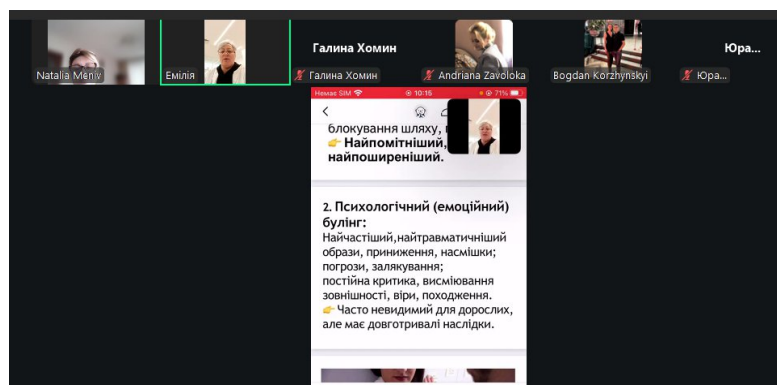 Галина Хомин
Юра...
Natalia Meniv
Емілія
Галина Хомин
Andriana Zavoloka
Bogdan Korzhynskyi
Юра...
Немає SIM
10:15
71%
блокування шляху,
👉 Найпомітніший,
найпоширеніший.
2. Психологічний (емоційний)
булінг:
Найчастіший,найтравматичніший
образи, приниження, насмішки;
погрози, залякування;
постійна критика, висміювання
зовнішності, віри, походження.
👉 Часто невидимий для дорослих,
але має довготривалі наслідки.